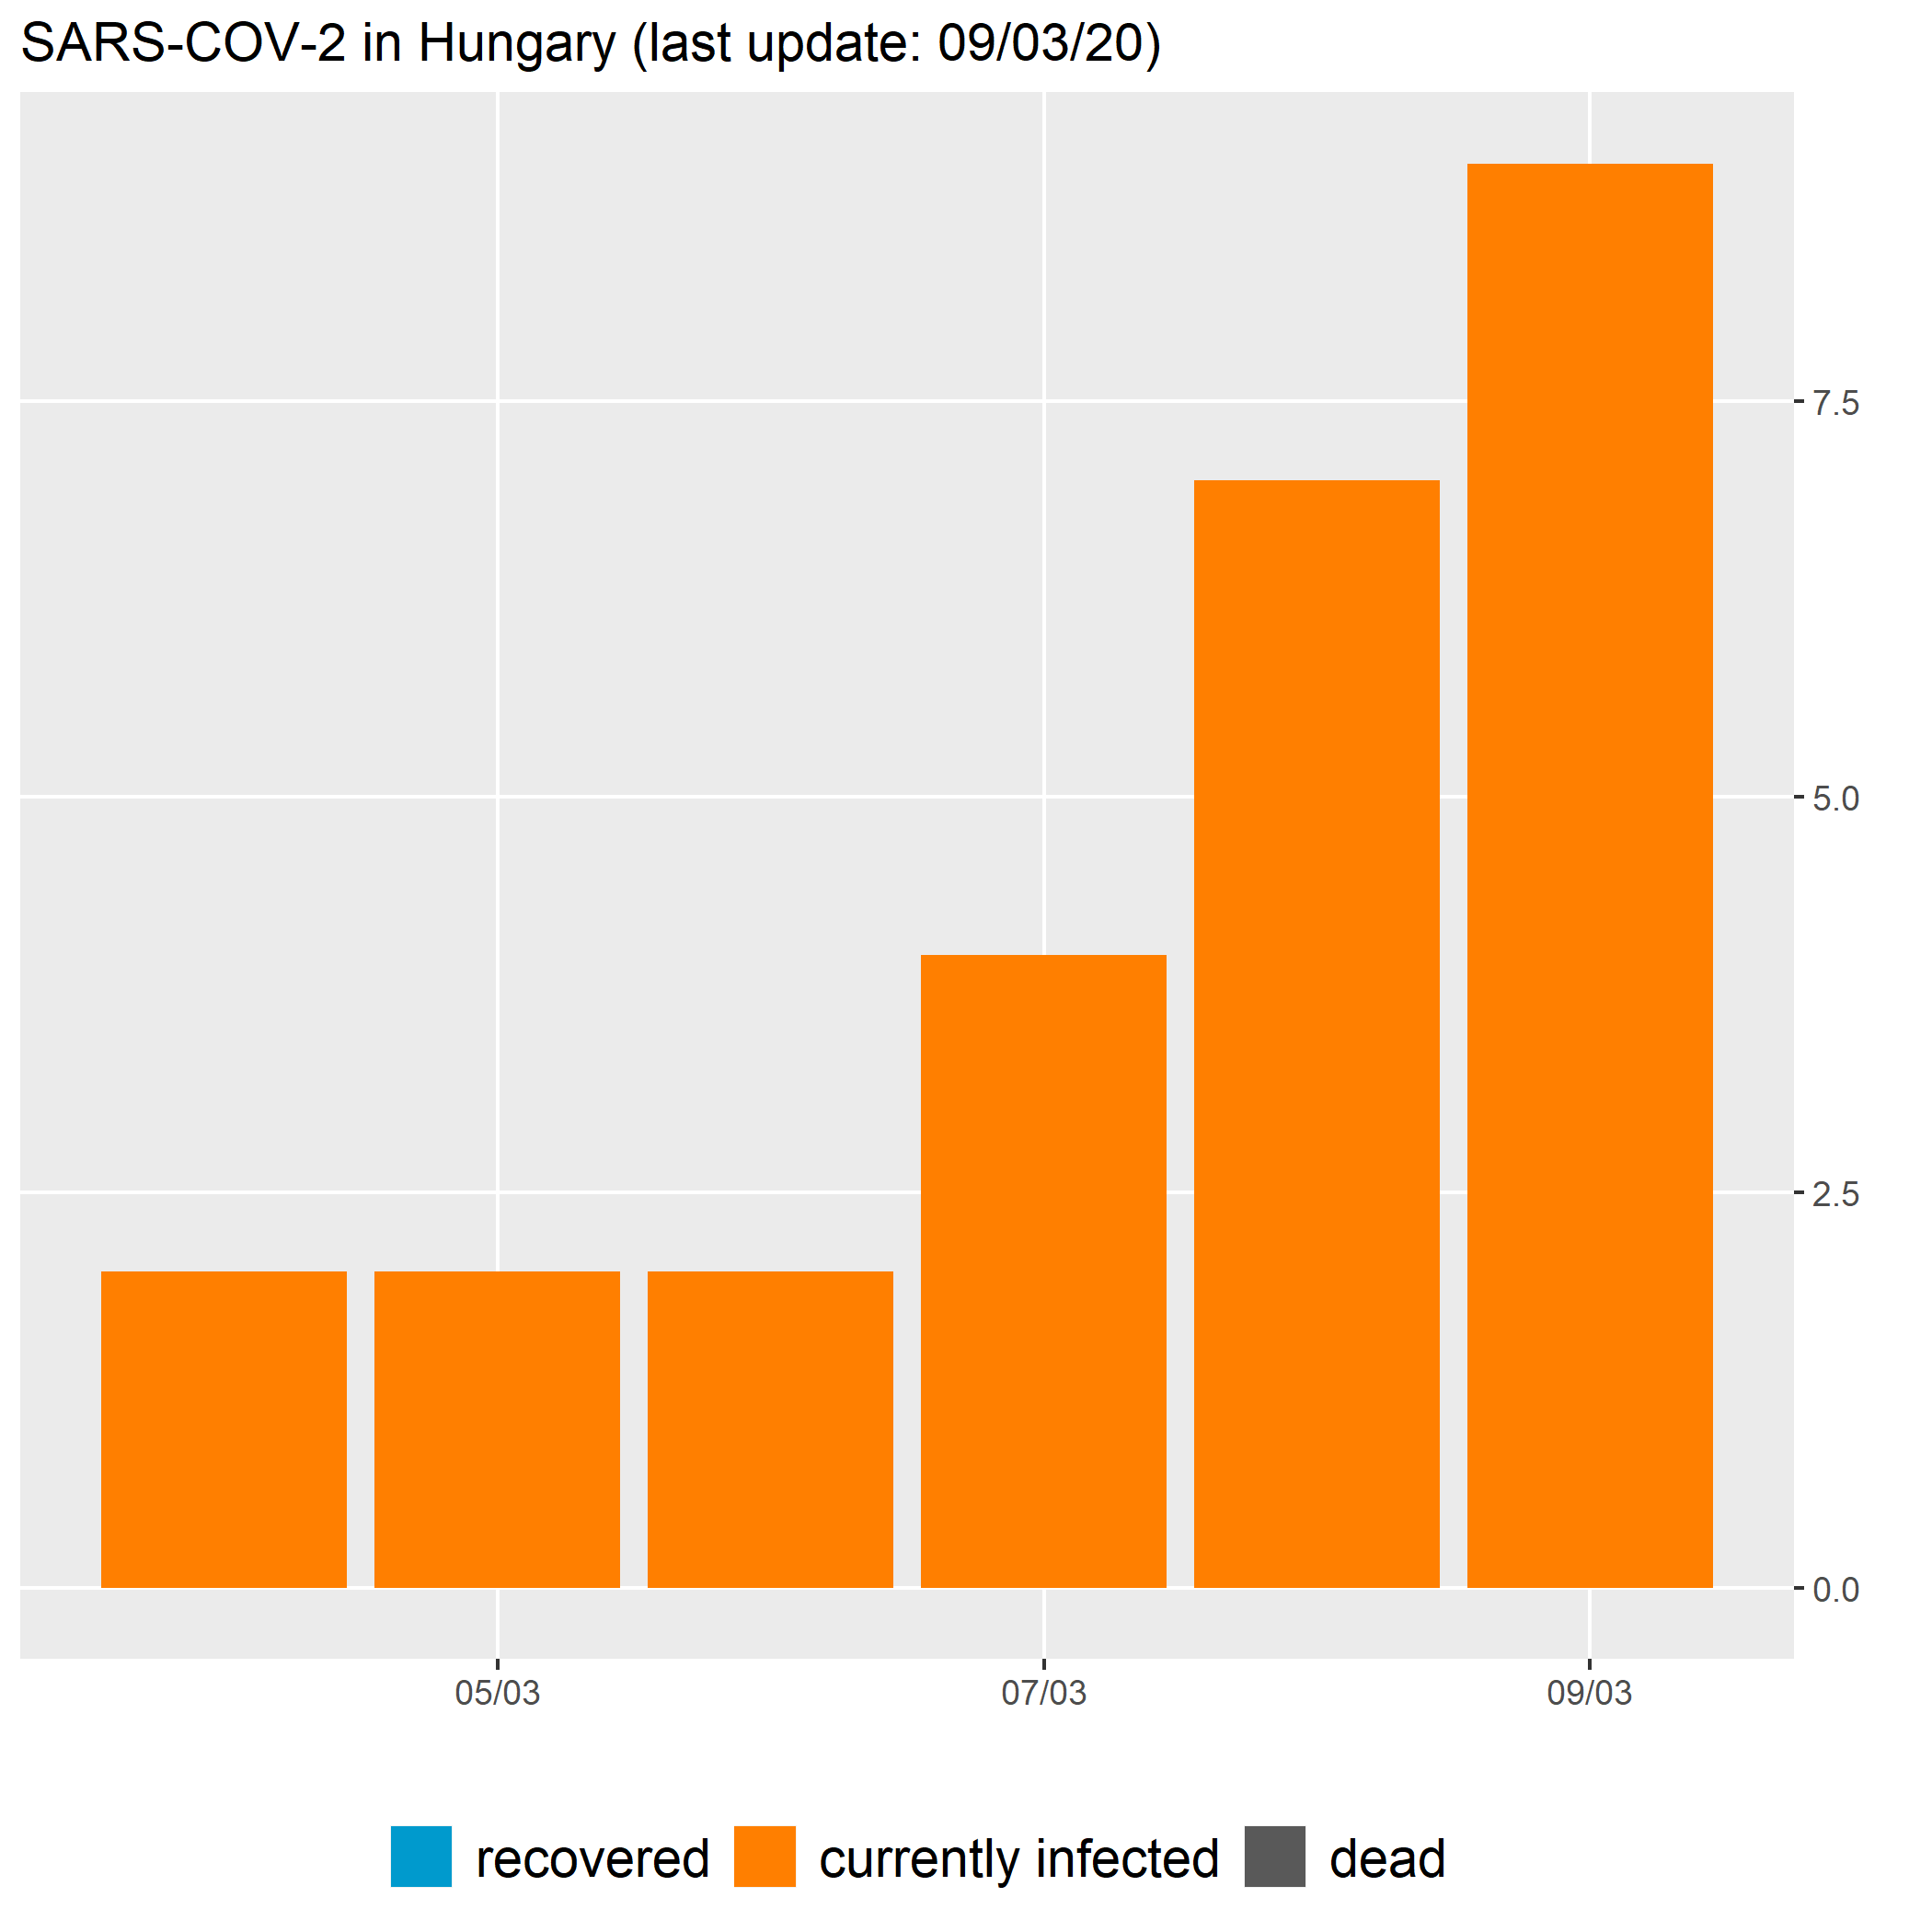 SARS-COV-2 in Hungary (last update: 09/03/20)
7.5
5.0
2.5
0.0
05/03 07/03 09/03
recovered currently infected dead